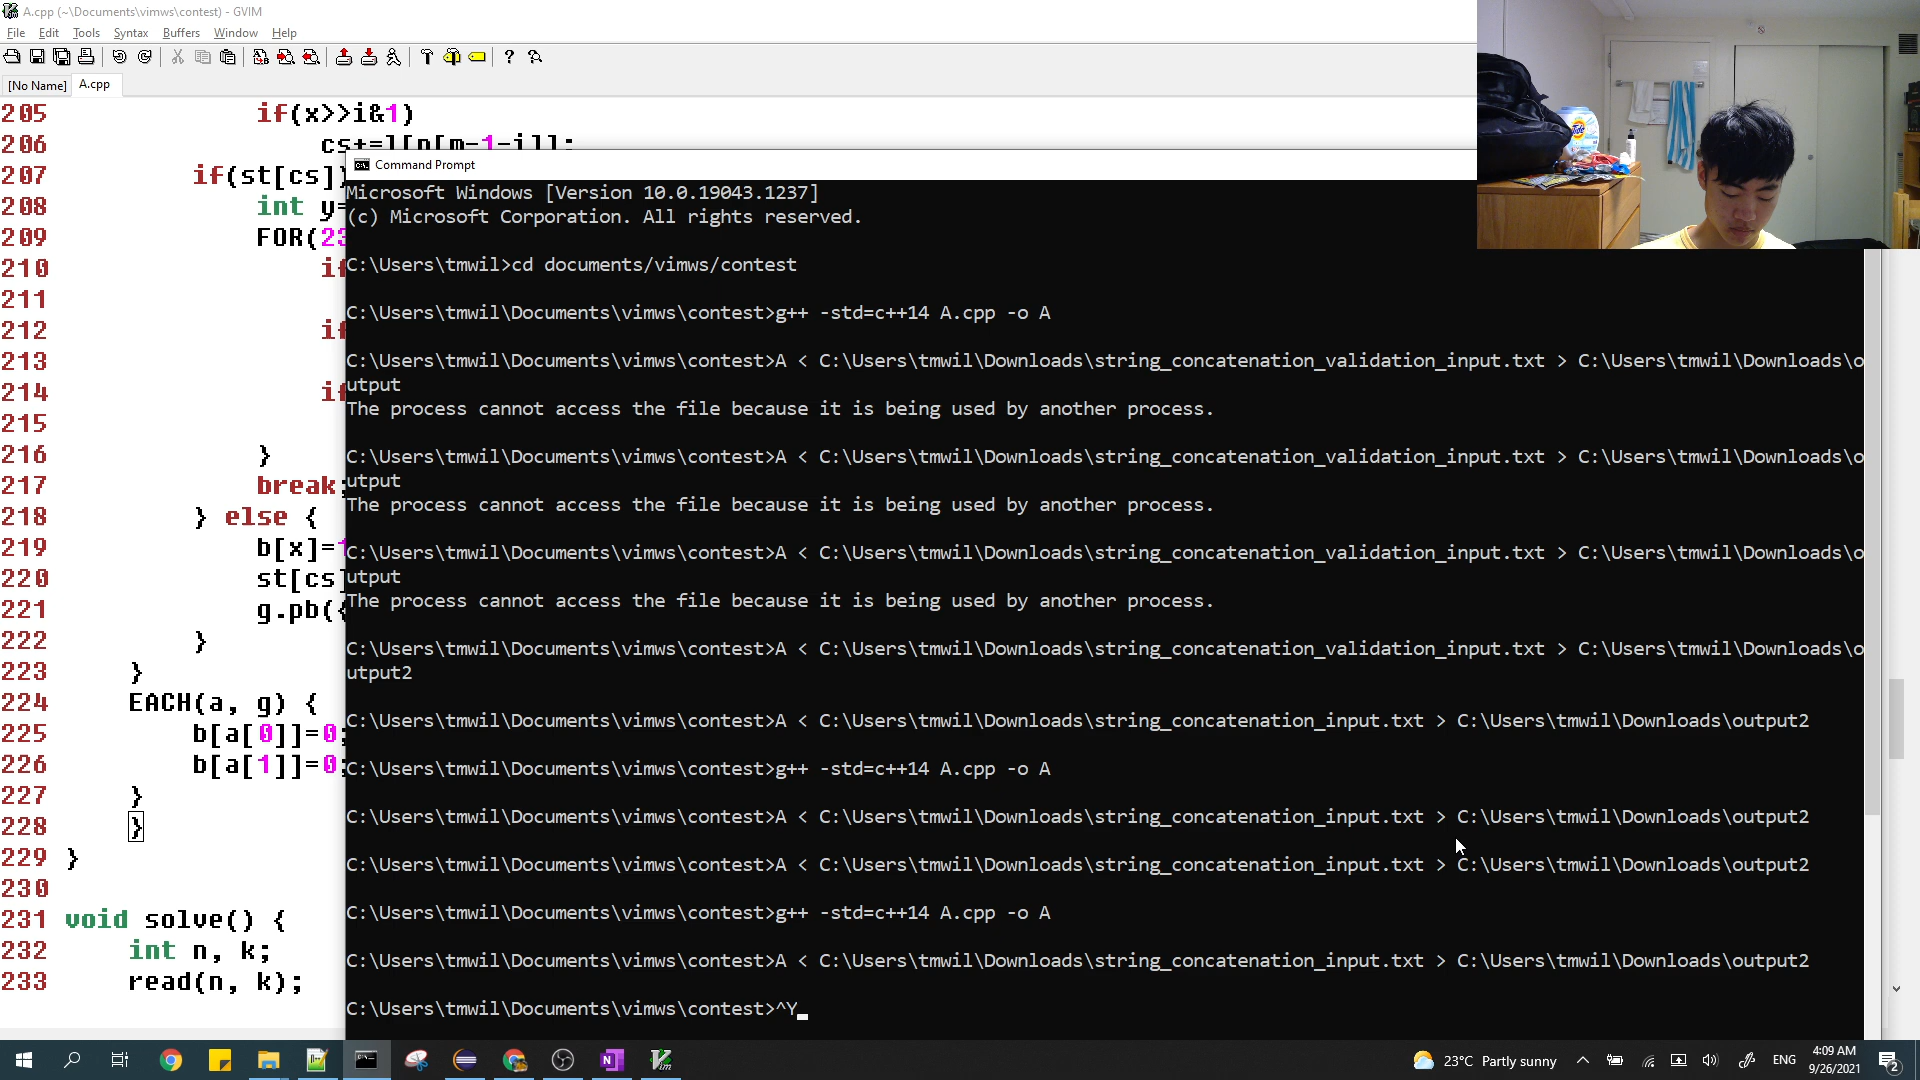 A.cpp (~\Documents\vimws\contest) - GVIM
File Edit Tools Syntax Buffers Window Help
[No Name] A.cpp
205 if(x>>i&1)
206 cs+=l[p[m-1-i]];
207 if(st[cs])
208 int y=
209 FOR(23
210 if
211
212 if
213
214 if
215
216 }
217 break;
218 } else {
219 b[x]=1
220 st[cs]
221 g.pb({
222 }
223 }
224 EACH(a, g) {
225 b[a[0]]=0;
226 b[a[1]]=0;
227 }
228 }
229 }
230
231 void solve() {
232 int n, k;
233 read(n, k);
Command Prompt
Microsoft Windows [Version 10.0.19043.1237]
(c) Microsoft Corporation. All rights reserved.
C:\Users\tmwil>cd documents/vimws/contest
C:\Users\tmwil\Documents\vimws\contest>g++ -std=c++14 A.cpp -o A
C:\Users\tmwil\Documents\vimws\contest>A < C:\Users\tmwil\Downloads\string_concatenation_validation_input.txt > C:\Users\tmwil\Downloads\o
utput
The process cannot access the file because it is being used by another process.
C:\Users\tmwil\Documents\vimws\contest>A < C:\Users\tmwil\Downloads\string_concatenation_validation_input.txt > C:\Users\tmwil\Downloads\o
utput
The process cannot access the file because it is being used by another process.
C:\Users\tmwil\Documents\vimws\contest>A < C:\Users\tmwil\Downloads\string_concatenation_validation_input.txt > C:\Users\tmwil\Downloads\o
utput
The process cannot access the file because it is being used by another process.
C:\Users\tmwil\Documents\vimws\contest>A < C:\Users\tmwil\Downloads\string_concatenation_validation_input.txt > C:\Users\tmwil\Downloads\o
utput2
C:\Users\tmwil\Documents\vimws\contest>A < C:\Users\tmwil\Downloads\string_concatenation_input.txt > C:\Users\tmwil\Downloads\output2
C:\Users\tmwil\Documents\vimws\contest>g++ -std=c++14 A.cpp -o A
C:\Users\tmwil\Documents\vimws\contest>A < C:\Users\tmwil\Downloads\string_concatenation_input.txt > C:\Users\tmwil\Downloads\output2
C:\Users\tmwil\Documents\vimws\contest>A < C:\Users\tmwil\Downloads\string_concatenation_input.txt > C:\Users\tmwil\Downloads\output2
C:\Users\tmwil\Documents\vimws\contest>g++ -std=c++14 A.cpp -o A
C:\Users\tmwil\Documents\vimws\contest>A < C:\Users\tmwil\Downloads\string_concatenation_input.txt > C:\Users\tmwil\Downloads\output2
C:\Users\tmwil\Documents\vimws\contest>^Y
Tide
23°C Partly sunny
ENG
4:09 AM
9/26/2021
2